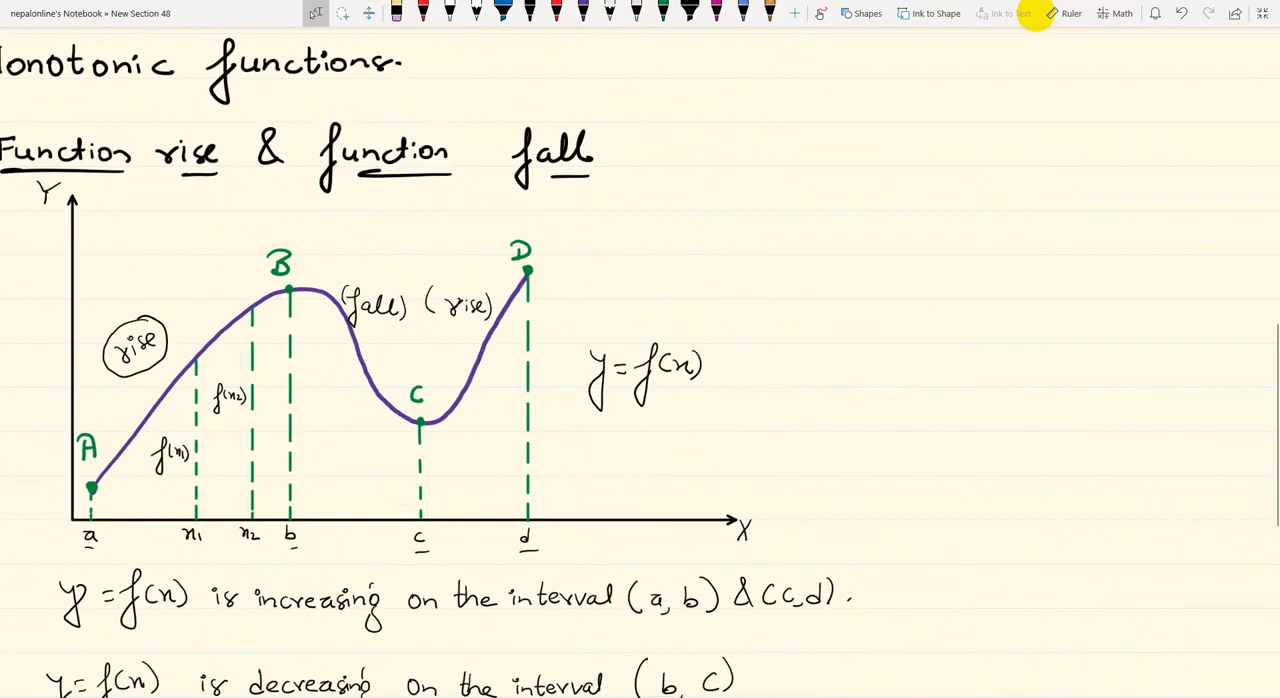 nepalonline's Notebook » New Section 48
Shapes Ink to Shape Ink to Text Ruler Math
Monotonic functions.
Function rise & function fall
Y
D
B
(fall) (rise)
rise
y=f(x)
f(x2)
C
A
f(x1)
a x1 x2 b c d X
y=f(x) is increasing on the interval (a, b) & (c,d).
y=f(x) is decreasing on the interval (b, c)